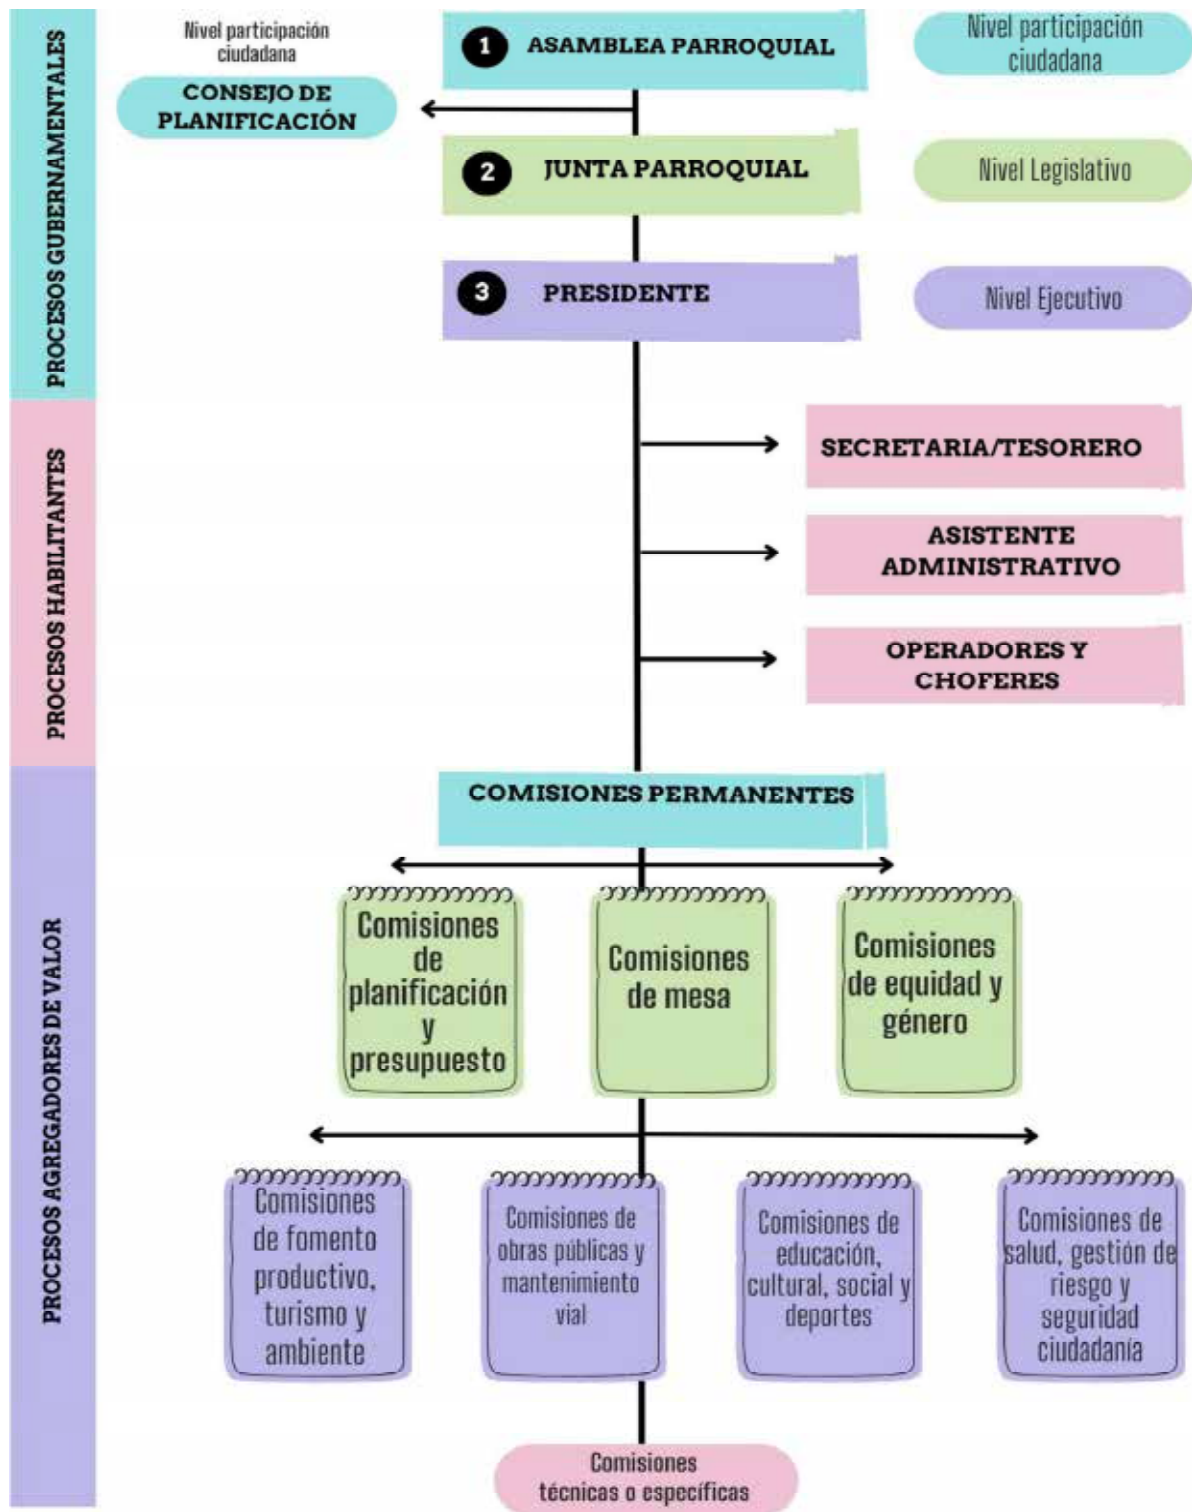 Nivel participación
ciudadana
CONSEJO DE
PLANIFICACIÓN
1 ASAMBLEA PARROQUIAL
Nivel participación
ciudadana
2 JUNTA PARROQUIAL
Nivel Legislativo
3 PRESIDENTE
Nivel Ejecutivo
PROCESOS GUBERNAMENTALES
SECRETARIA/TESORERO
ASISTENTE
ADMINISTRATIVO
OPERADORES Y
CHOFERES
PROCESOS HABILITANTES
COMISIONES PERMANENTES
Comisiones
de
planificación
y
presupuesto
Comisiones
de mesa
Comisiones
de equidad y
género
Comisiones
de fomento
productivo,
turismo y
ambiente
Comisiones de
obras públicas y
mantenimiento
vial
Comisiones de
educación,
cultural, social y
deportes
Comisiones de
salud, gestión de
riesgo y
seguridad
ciudadanía
PROCESOS AGREGADORES DE VALOR
Comisiones
técnicas o específicas